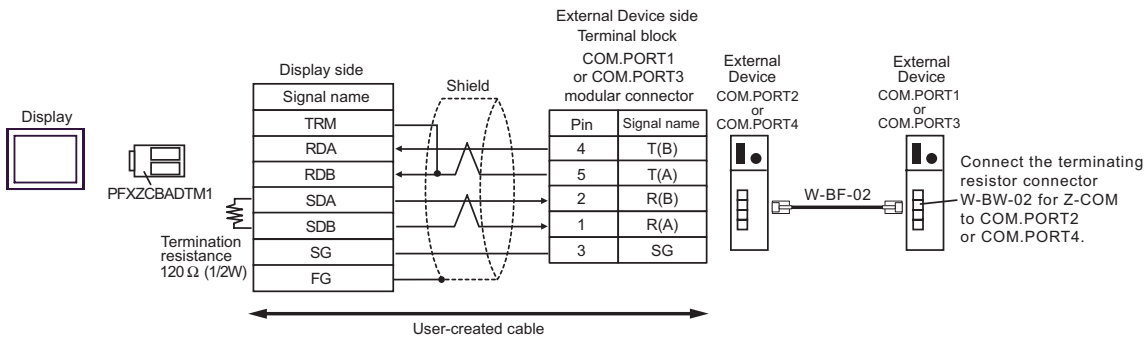 Display
PFXZCBADTM1
Termination
resistance
120 Ω (1/2W)
Display side
Signal name
TRM
RDA
RDB
SDA
SDB
SG
FG
Shield
External Device side
Terminal block
COM.PORT1
or COM.PORT3
modular connector
Pin Signal name
4 T(B)
5 T(A)
2 R(B)
1 R(A)
3 SG
User-created cable
External
Device
COM.PORT2
or
COM.PORT4
W-BF-02
External
Device
COM.PORT1
or
COM.PORT3
Connect the terminating
resistor connector
W-BW-02 for Z-COM
to COM.PORT2
or COM.PORT4.